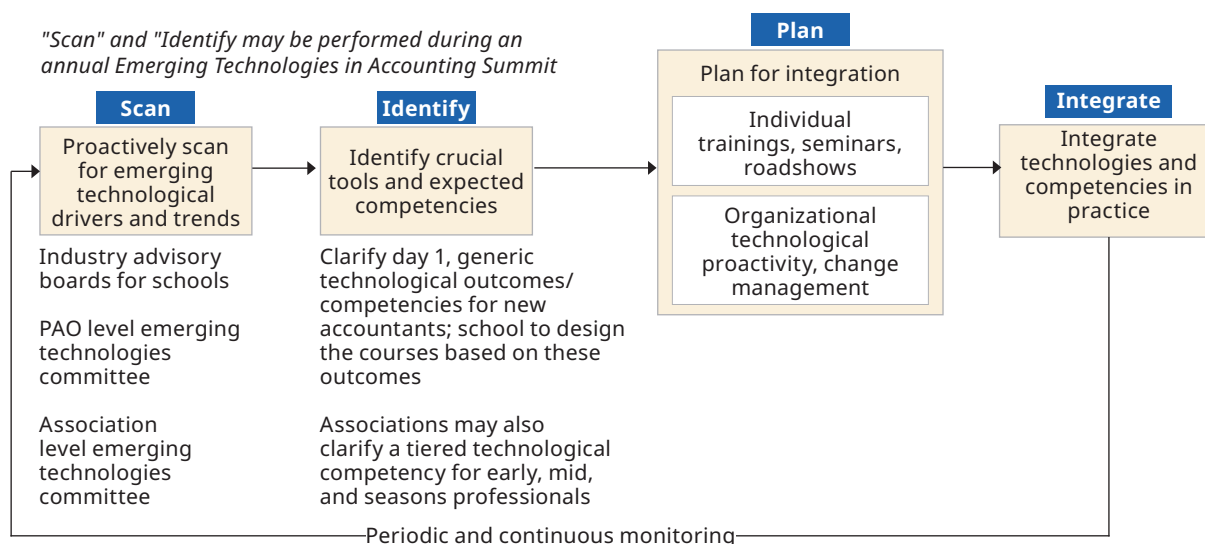 "Scan" and "Identify may be performed during an
annual Emerging Technologies in Accounting Summit
Scan
Proactively scan
for emerging
technological
drivers and trends
Industry advisory
boards for schools
PAO level emerging
technologies
committee
Association
level emerging
technologies
committee
Identify
Identify crucial
tools and expected
competencies
Clarify day 1, generic
technological outcomes/
competencies for new
accountants; school to design
the courses based on these
outcomes
Associations may also
clarify a tiered technological
competency for early, mid,
and seasons professionals
Plan
Plan for integration
Individual
trainings, seminars,
roadshows
Organizational
technological
proactivity, change
management
Integrate
Integrate
technologies and
competencies in
practice
Periodic and continuous monitoring